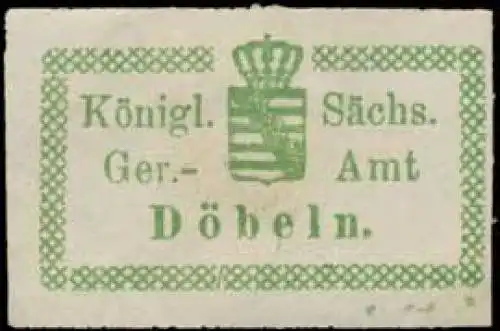 Königl. Sächs.
Ger.- Amt
Döbeln.